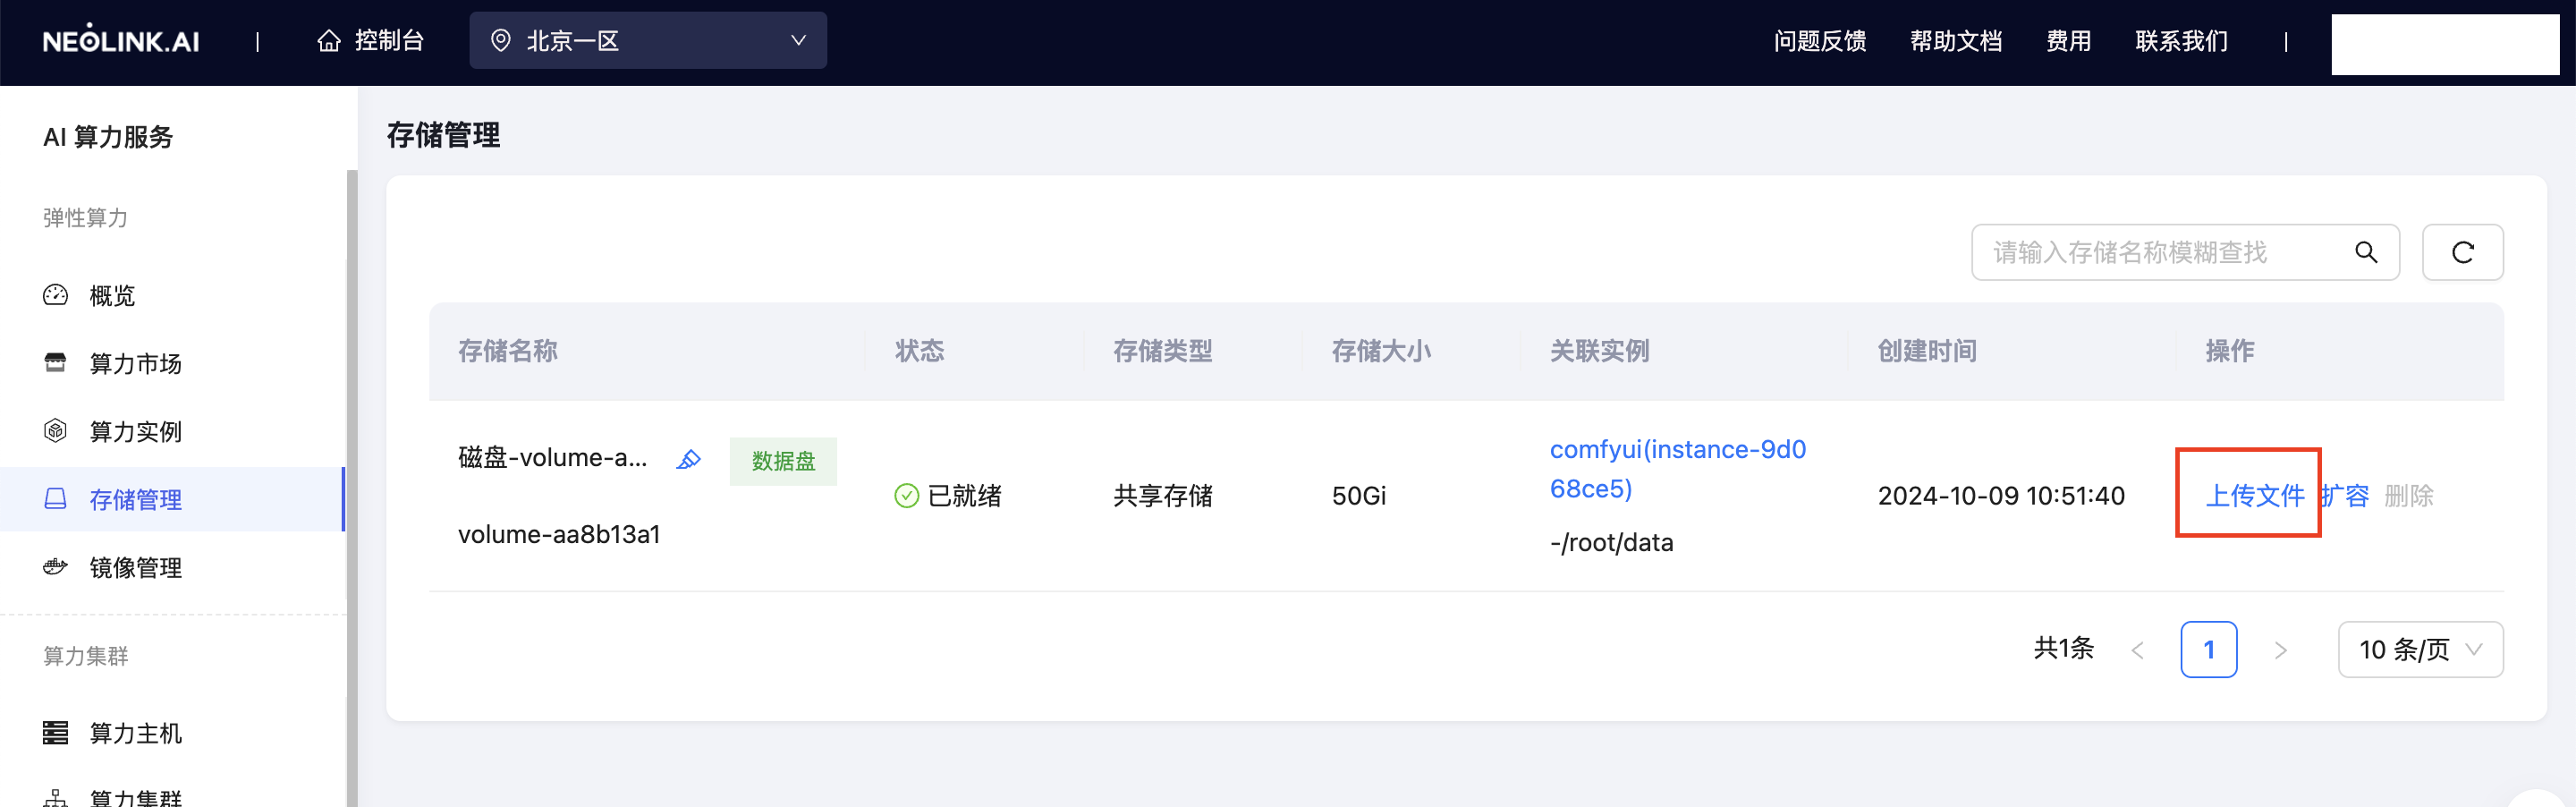 NEOLINK.AI
控制台
北京一区
问题反馈
帮助文档
费用
联系我们
AI 算力服务
弹性算力
概览
算力市场
算力实例
存储管理
镜像管理
算力集群
算力主机
算力集群
存储管理
请输入存储名称模糊查找
存储名称
状态
存储类型
存储大小
关联实例
创建时间
操作
磁盘-volume-a...
数据盘
volume-aa8b13a1
已就绪
共享存储
50Gi
comfyui(instance-9d0
68ce5)
-/root/data
2024-10-09 10:51:40
上传文件 扩容 删除
共1条
1
10 条/页